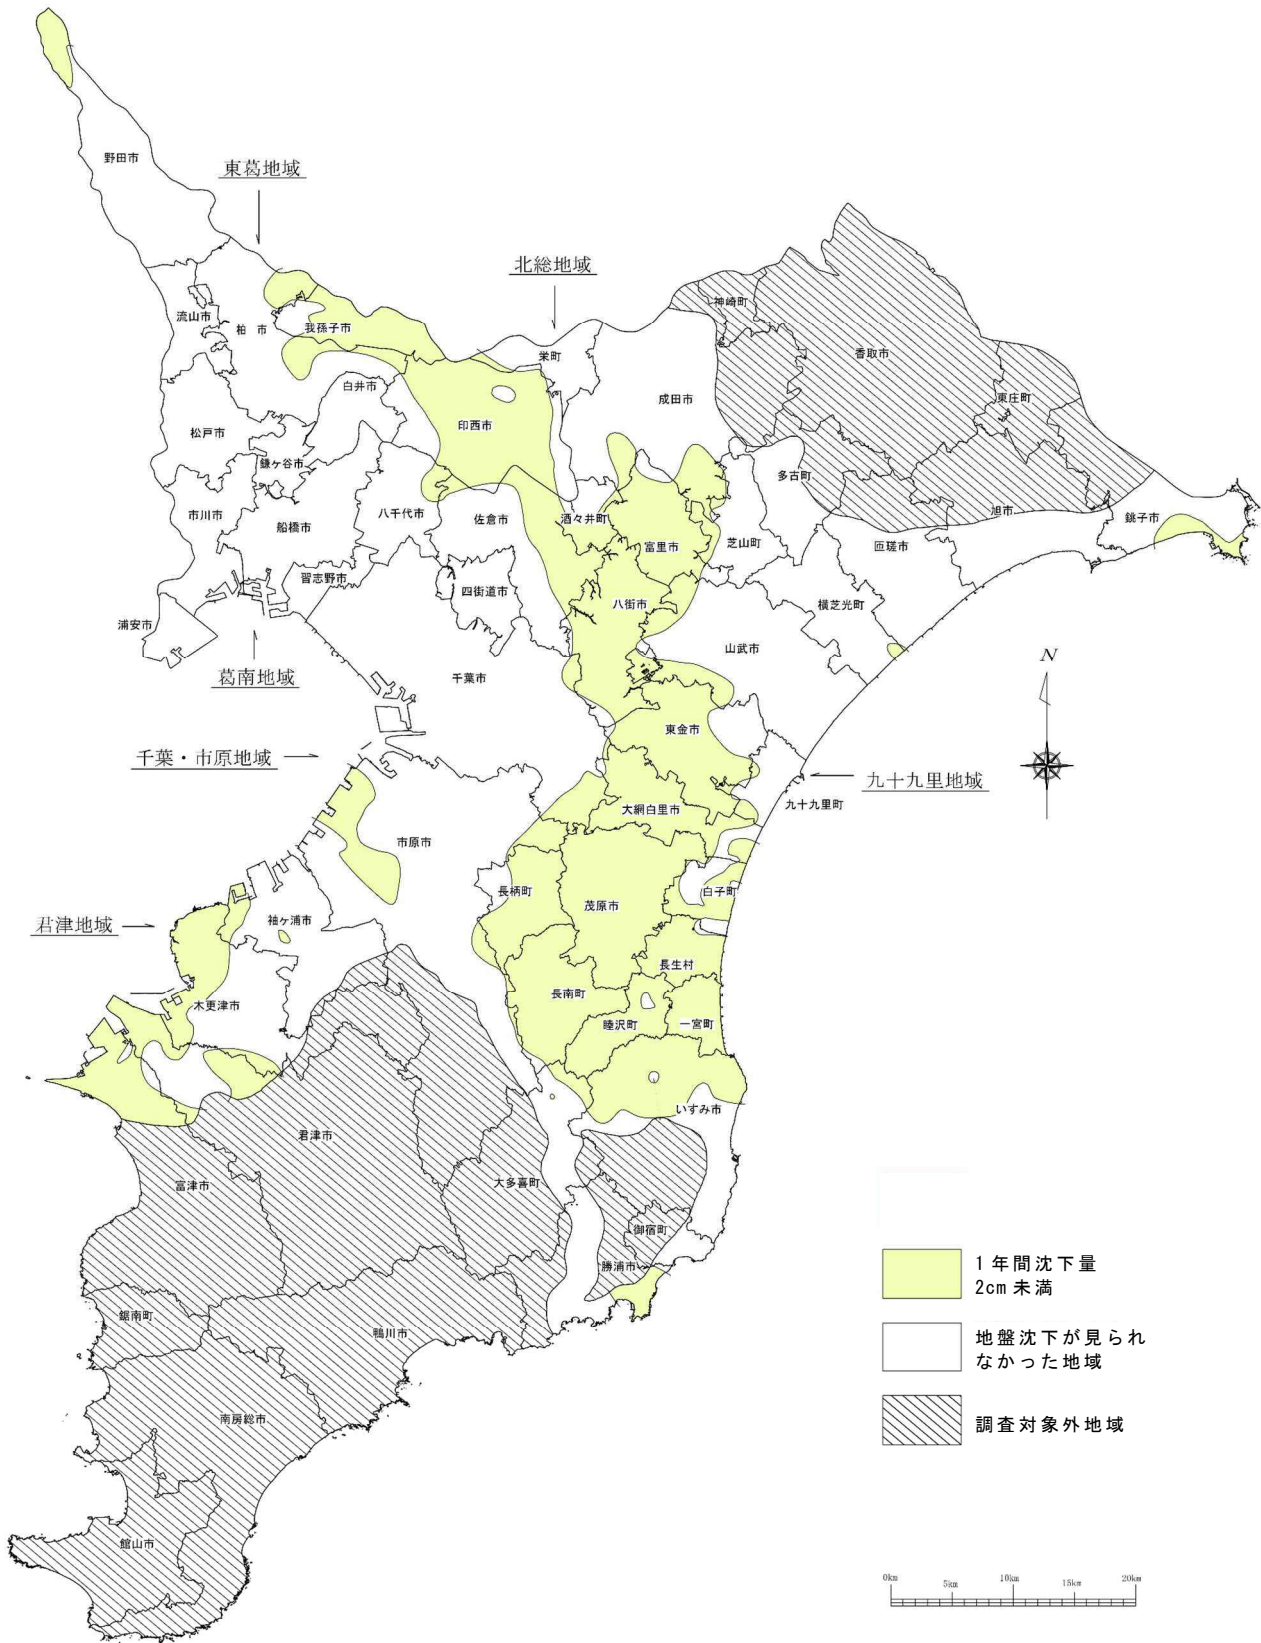 野田市
東葛地域
北総地域
神崎町
流山市
柏 市
我孫子市
栄町
香取市
白井市
成田市
東庄町
松戸市
印西市
鎌ヶ谷市
多古町
市川市
船橋市
八千代市
佐倉市
酒々井町
旭市
銚子市
富里市
芝山町
匝瑳市
習志野市
四街道市
八街市
横芝光町
浦安市
山武市
葛南地域
千葉市
N
東金市
千葉・市原地域
九十九里地域
大網白里市
九十九里町
市原市
長柄町
茂原市
白子町
君津地域
袖ヶ浦市
長生村
長南町
木更津市
睦沢町
一宮町
いすみ市
君津市
富津市
大多喜町
御宿町
勝浦市
1年間沈下量
2cm未満
鋸南町
鴨川市
地盤沈下が見られ
なかった地域
南房総市
調査対象外地域
館山市
0km 5km 10km 15km 20km